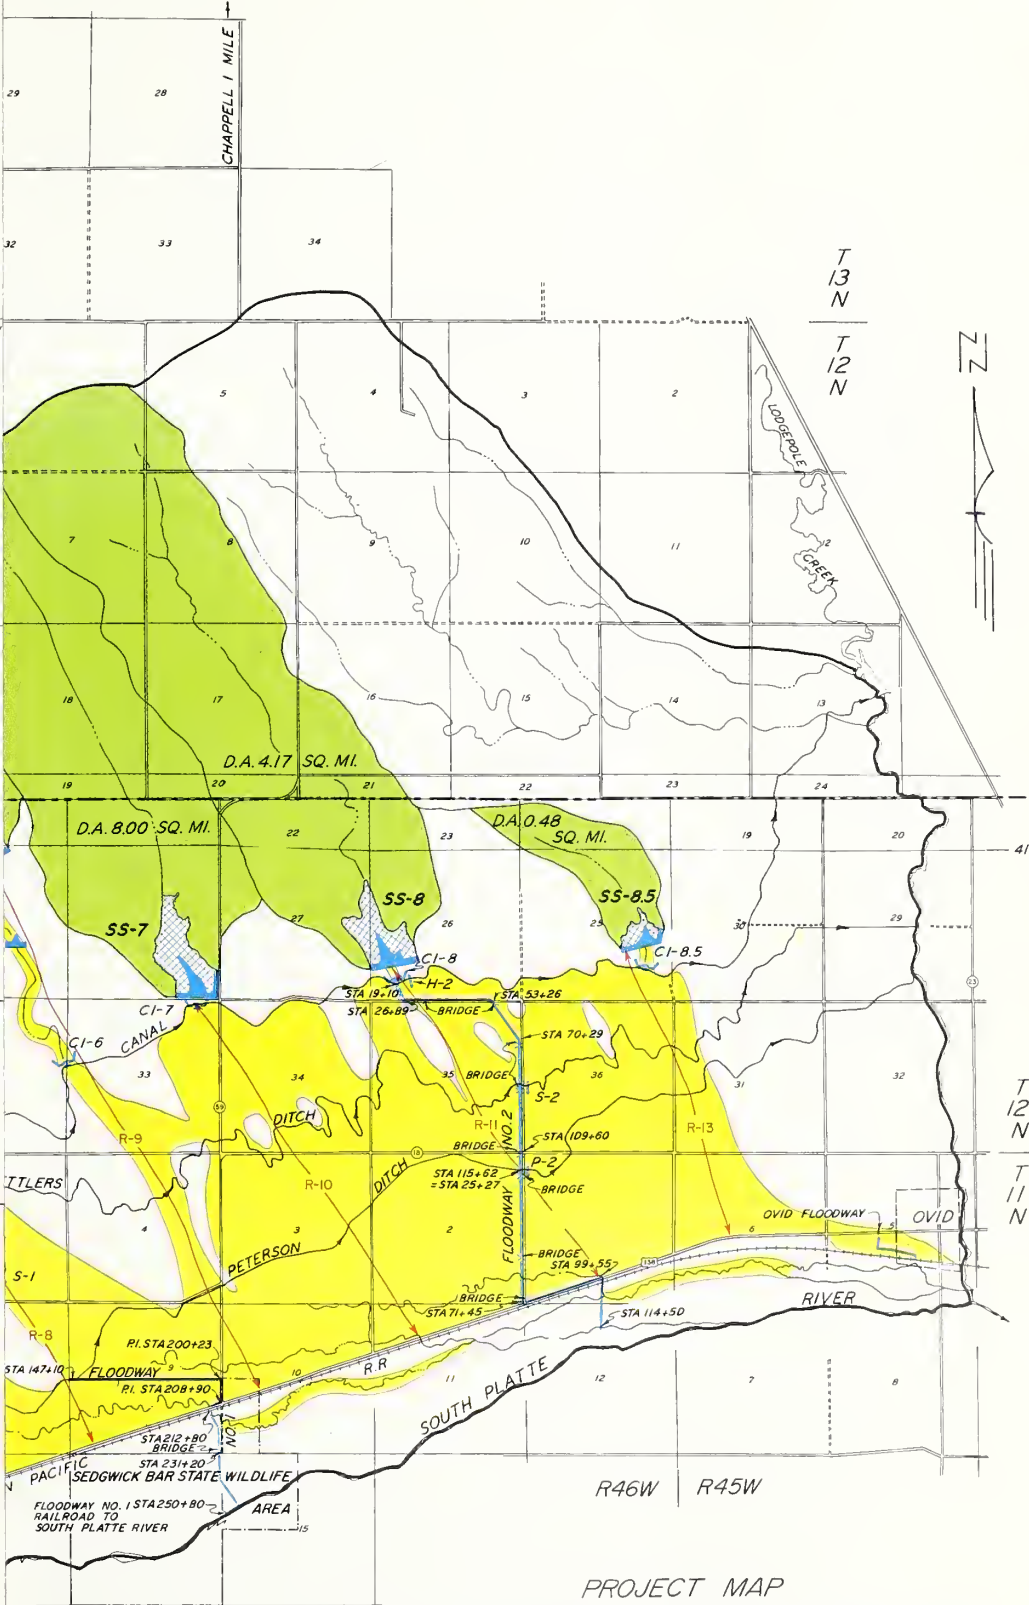 CHAPPELL 1 MILE
29
28
32
33
34
T
13
N
T
12
N
N
5
4
3
2
LODGEPOLE
CREEK
7
8
9
10
11
12
18
17
16
15
14
13
D.A. 4.17 SQ. MI.
19
20
21
22
23
24
D.A. 8.00 SQ. MI.
22
23
D.A. 0.48
SQ. MI.
19
20
41
SS-7
SS-8
SS-8.5
27
26
25
30
29
CI-8
CI-8.5
H-2
CI-7
STA 19+10
STA 26+89
BRIDGE
STA 53+26
23
CANAL
CI-6
STA 70+29
33
34
35
BRIDGE
36
31
32
S-2
T
12
N
59
DITCH
R-9
R-11
NO. 2
R-13
BRIDGE
STA 109+60
18
P-2
TTLERS
R-10
DITCH
STA 115+62
= STA 25+27
BRIDGE
T
11
N
4
3
2
FLOODWAY
OVID FLOODWAY
OVID
6
5
PETERSON
BRIDGE
STA 99+55
138
S-1
BRIDGE
STA 71+45
STA 114+50
RIVER
R-8
P.I. STA 200+23
STA 147+10
FLOODWAY
9
10
R.R
11
12
7
8
P.I. STA 208+90
SOUTH PLATTE
STA 212+80
BRIDGE
NO. 1
STA 231+20
PACIFIC
SEDGWICK BAR STATE WILDLIFE
AREA
R46W
R45W
FLOODWAY NO. 1 STA 250+80
RAILROAD TO
SOUTH PLATTE RIVER
15
PROJECT MAP